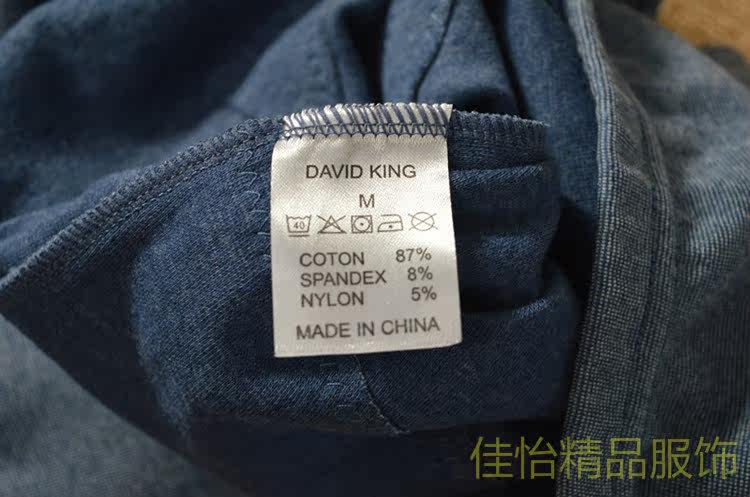 DAVID KING
M
40
COTON 87%
SPANDEX 8%
NYLON 5%
MADE IN CHINA
佳怡精品服饰